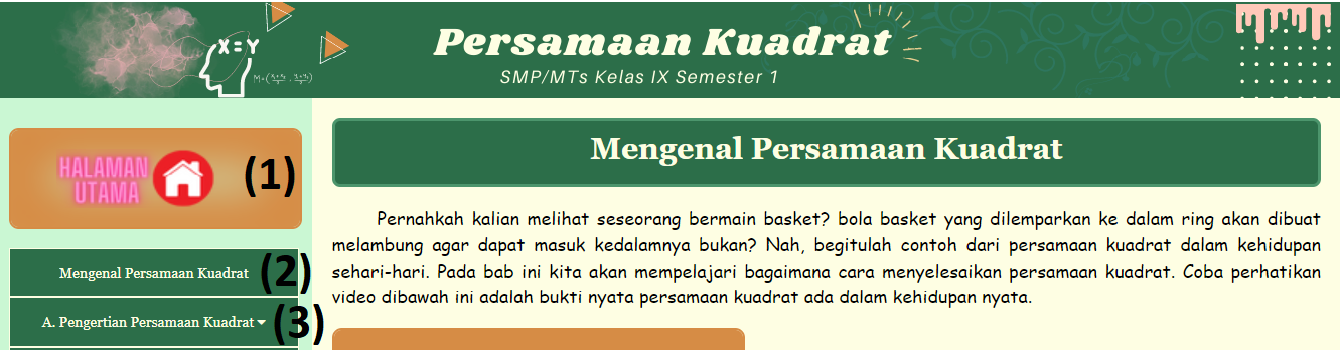 X=Y
Persamaan Kuadrat
SMP/MTs Kelas IX Semester 1
HALAMAN
UTAMA
(1)
Mengenal Persamaan Kuadrat
(2)
A. Pengertian Persamaan Kuadrat
(3)
Mengenal Persamaan Kuadrat
Pernahkah kalian melihat seseorang bermain basket? bola basket yang dilemparkan ke dalam ring akan dibuat
melambung agar dapat masuk kedalamnya bukan? Nah, begitulah contoh dari persamaan kuadrat dalam kehidupan
sehari-hari. Pada bab ini kita akan mempelajari bagaimana cara menyelesaikan persamaan kuadrat. Coba perhatikan
video dibawah ini adalah bukti nyata persamaan kuadrat ada dalam kehidupan nyata.